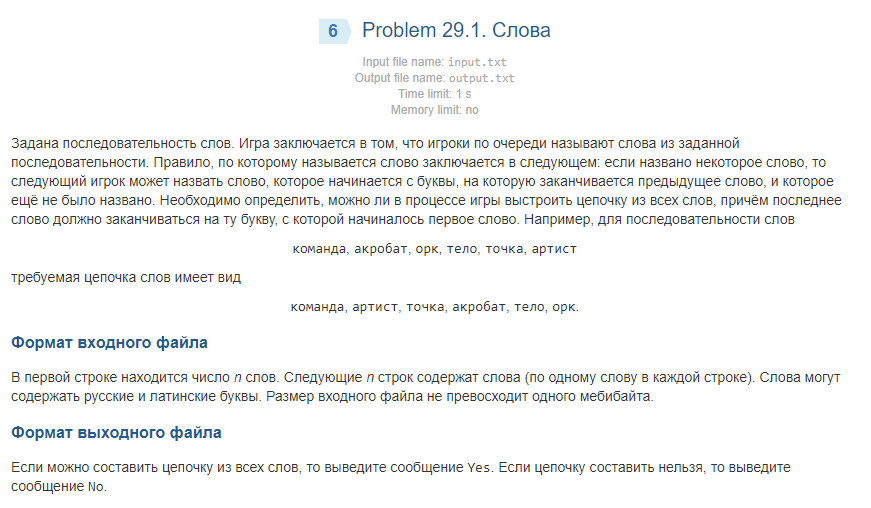 6 Problem 29.1. Слова
Input file name: input.txt
Output file name: output.txt
Time limit: 1 s
Memory limit: no
Задана последовательность слов. Игра заключается в том, что игроки по очереди называют слова из заданной
последовательности. Правило, по которому называется слово заключается в следующем: если названо некоторое слово, то
следующий игрок может назвать слово, которое начинается с буквы, на которую заканчивается предыдущее слово, и которое
ещё не было названо. Необходимо определить, можно ли в процессе игры выстроить цепочку из всех слов, причём последнее
слово должно заканчиваться на ту букву, с которой начиналось первое слово. Например, для последовательности слов
команда, акробат, орк, тело, точка, артист
требуемая цепочка слов имеет вид
команда, артист, точка, акробат, тело, орк.
Формат входного файла
В первой строке находится число n слов. Следующие n строк содержат слова (по одному слову в каждой строке). Слова могут
содержать русские и латинские буквы. Размер входного файла не превосходит одного мебибайта.
Формат выходного файла
Если можно составить цепочку из всех слов, то выведите сообщение Yes. Если цепочку составить нельзя, то выведите
сообщение No.